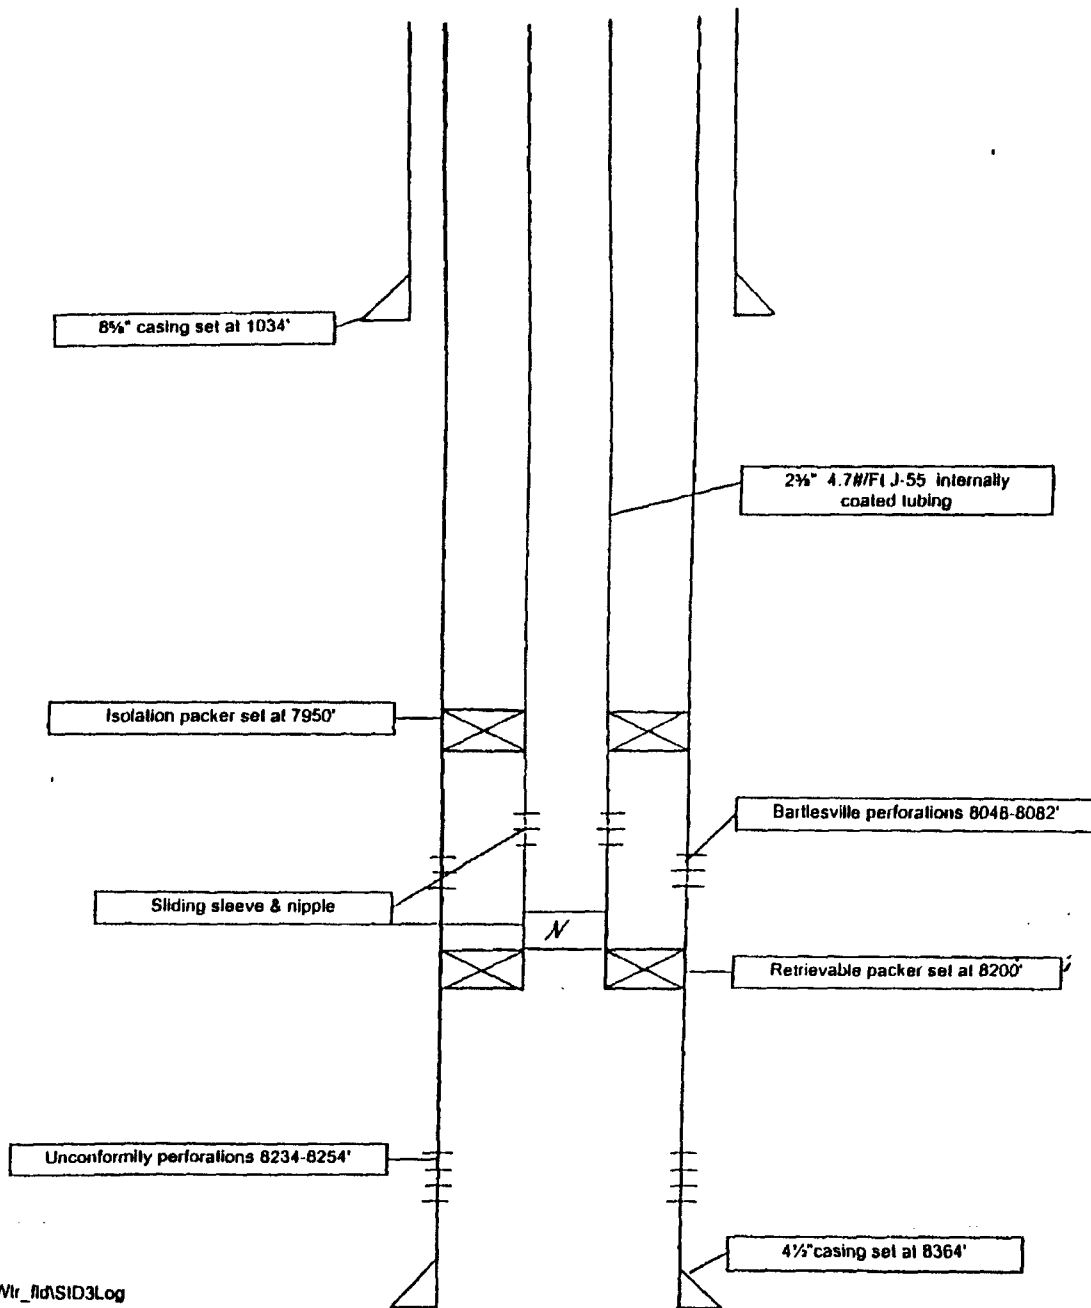 8⅝" casing set at 1034'
2⅜" 4.7#/Ft J-55 internally
coated tubing
Isolation packer set at 7950'
Bartlesville perforations 8048-8082'
Sliding sleeve & nipple
N
Retrievable packer set at 8200'
Unconformity perforations 8234-8254'
4½"casing set at 8364'